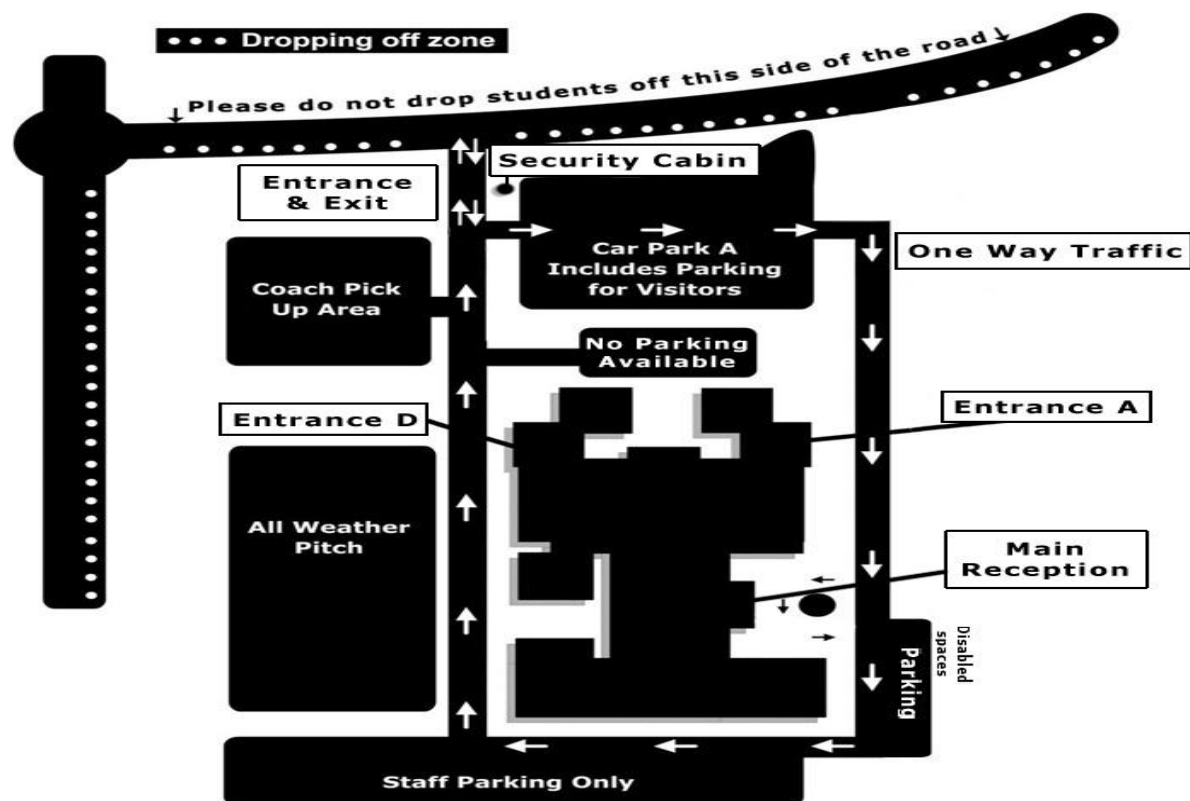 Dropping off zone
Please do not drop students off this side of the road
Security Cabin
Entrance
& Exit
Car Park A
Includes Parking
for Visitors
One Way Traffic
Coach Pick
Up Area
No Parking
Available
Entrance D
Entrance A
All Weather
Pitch
Main
Reception
Parking
Disabled
spaces
Staff Parking Only